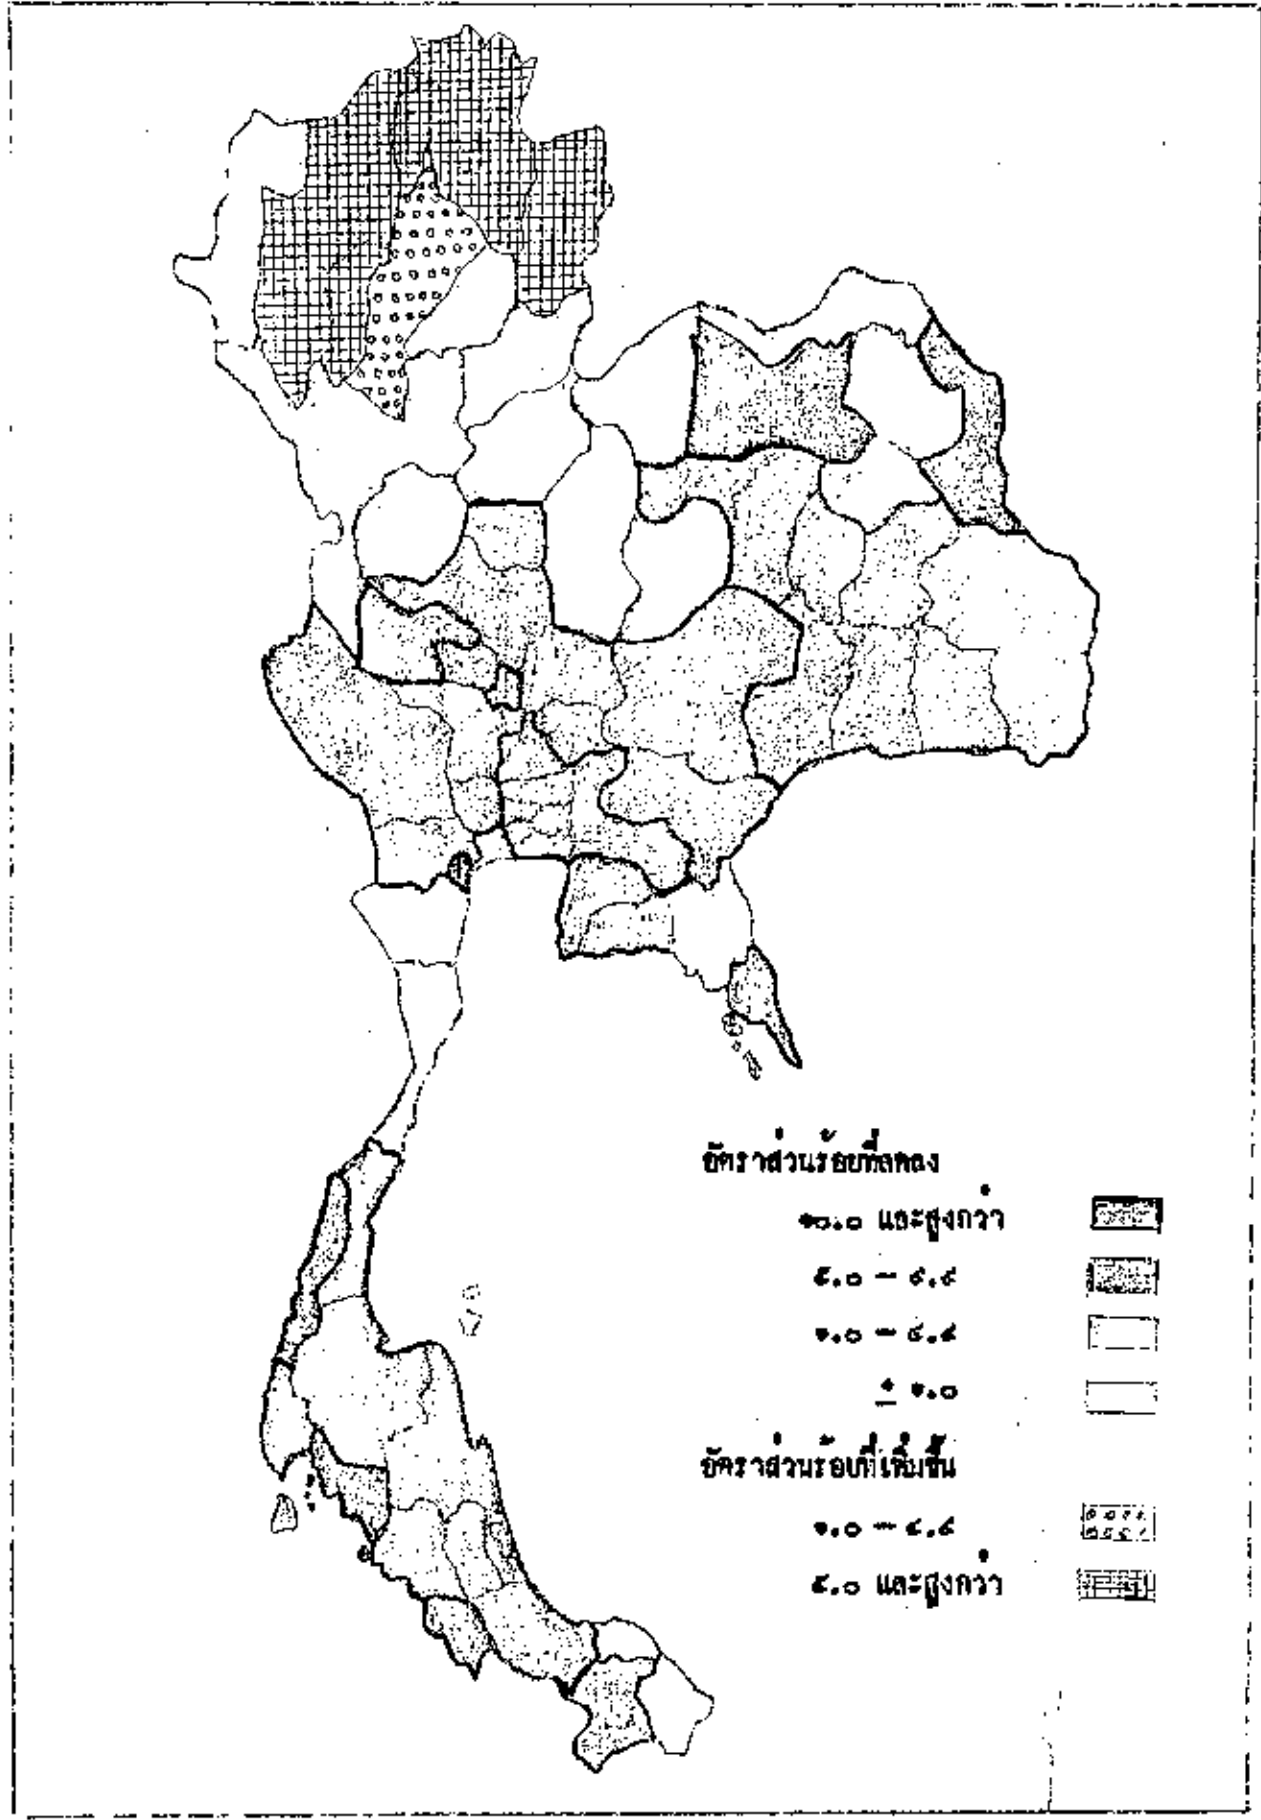 อัตราส่วนร้อยที่ลดลง
๑๐.๐ และสูงกว่า
๕.๐ – ๙.๙
๑.๐ – ๔.๙
± ๑.๐
อัตราส่วนร้อยที่เพิ่มขึ้น
๑.๐ – ๔.๙
๕.๐ และสูงกว่า